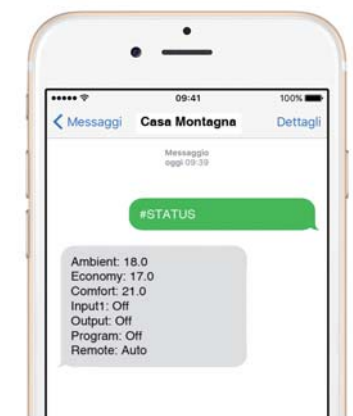 09:41
100%
Messaggi
Casa Montagna
Dettagli
Messaggio
oggi 09:39
#STATUS
Ambient: 18.0
Economy: 17.0
Comfort: 21.0
Input1: Off
Output: Off
Program: Off
Remote: Auto